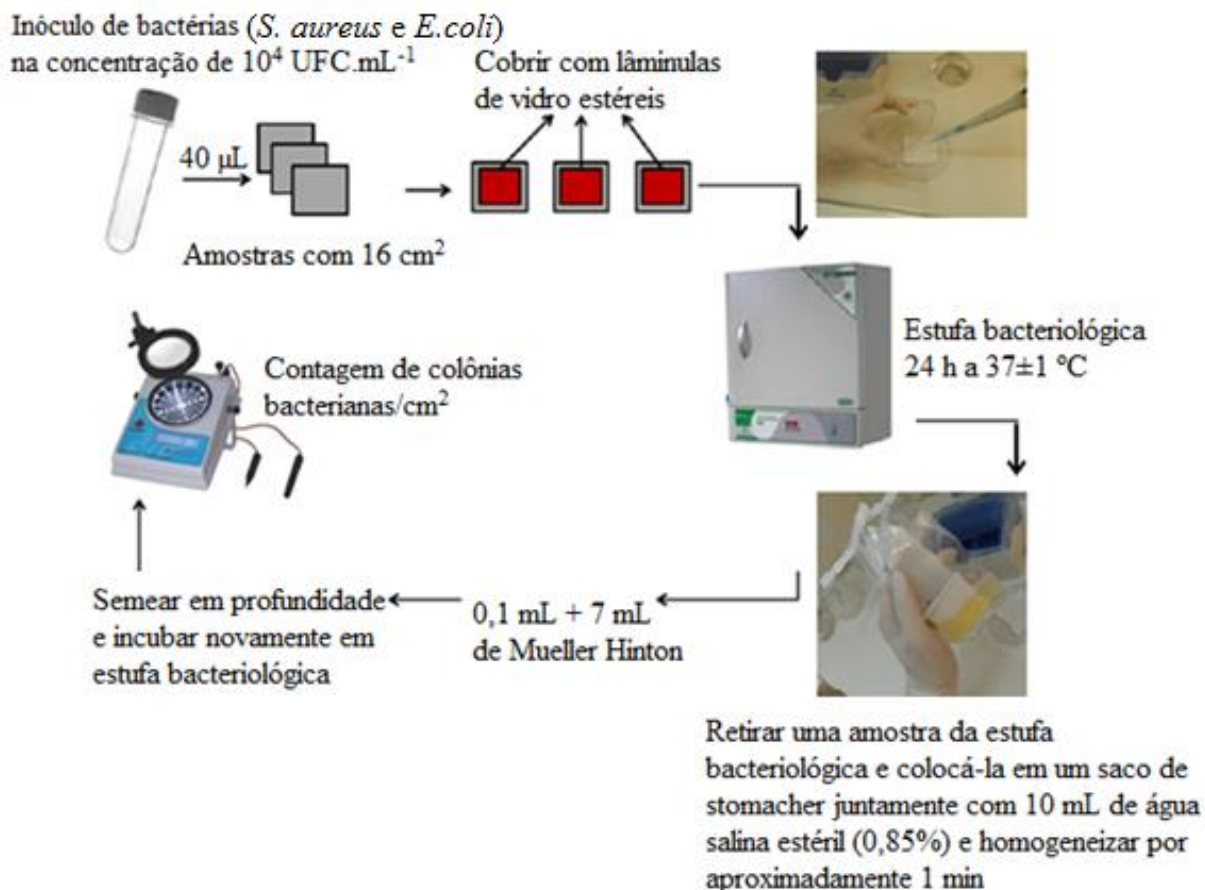 Inóculo de bactérias (S. aureus e E.coli)
na concentração de 10⁴ UFC.mL⁻¹
Cobrir com lâminulas
de vidro estéreis
40 µL
Amostras com 16 cm²
Estufa bacteriológica
24 h a 37±1 ºC
Retirar uma amostra da estufa
bacteriológica e colocá-la em um saco de
stomacher juntamente com 10 mL de água
salina estéril (0,85%) e homogeneizar por
aproximadamente 1 min
0,1 mL + 7 mL
de Mueller Hinton
Semear em profundidade
e incubar novamente em
estufa bacteriológica
Contagem de colônias
bacterianas/cm²